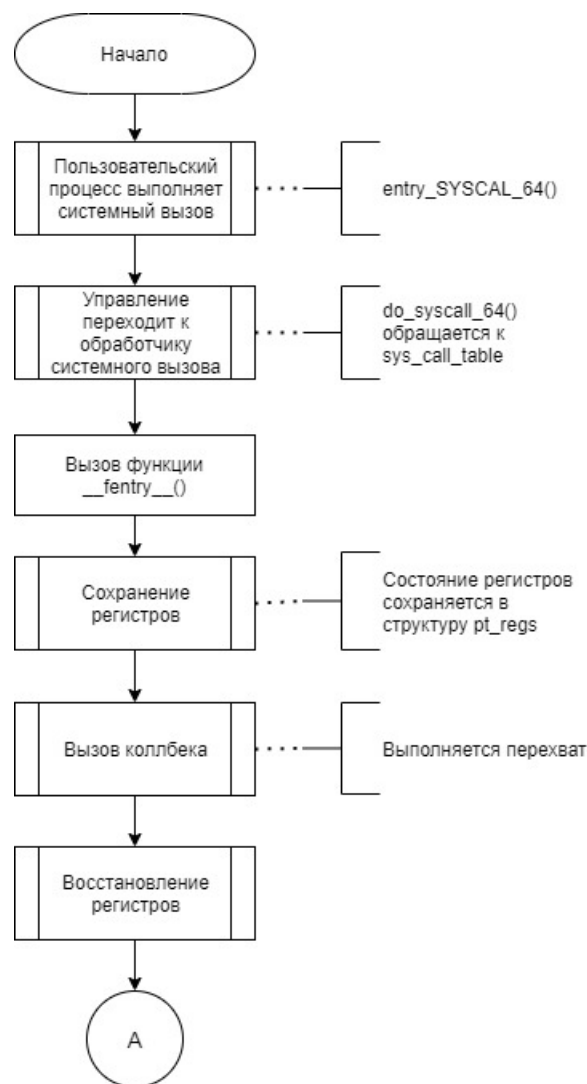 Начало
Пользовательский
процесс выполняет
системный вызов
entry_SYSCAL_64()
Управление
переходит к
обработчику
системного вызова
do_syscall_64()
обращается к
sys_call_table
Вызов функции
__fentry__()
Сохранение
регистров
Состояние регистров
сохраняется в
структуру pt_regs
Вызов коллбека
Выполняется перехват
Восстановление
регистров
А